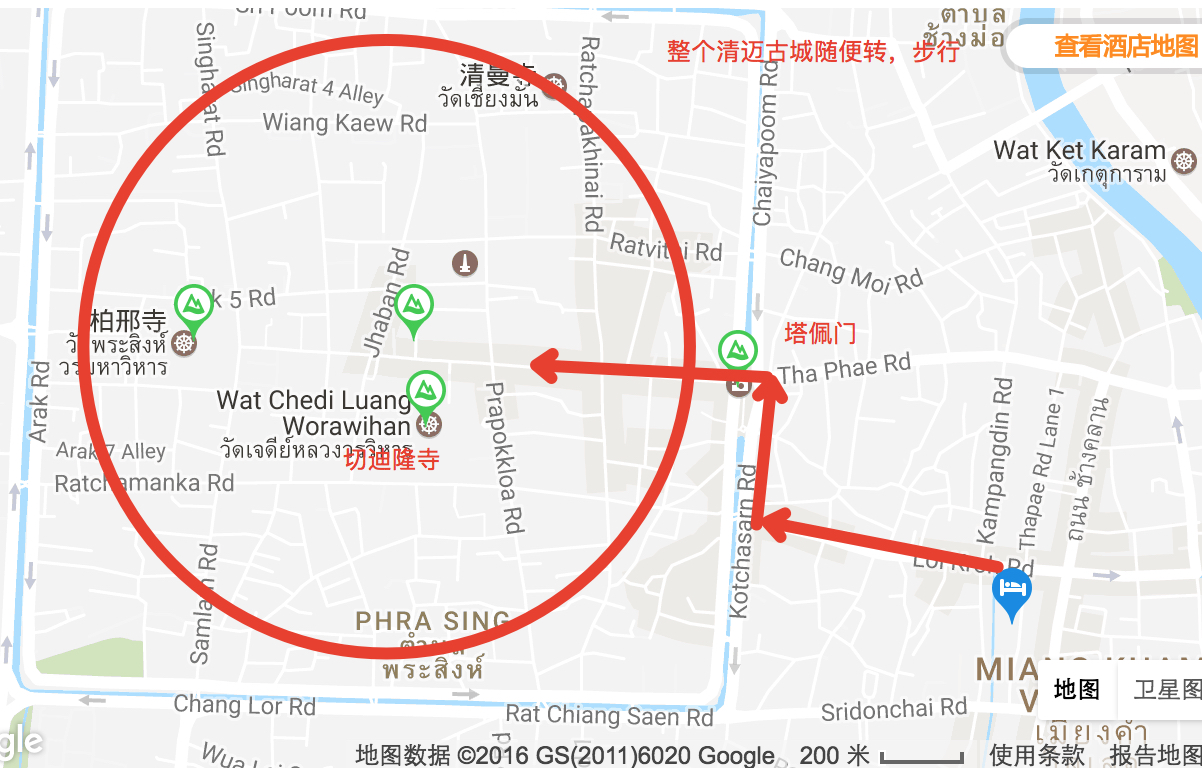 Sri Poom Rd
ตำบล
ช้างม่อ
整个清迈古城随便转，步行
查看酒店地图
Singharat Rd
Singharat 4 Alley
清曼寺
วัดเชียงมั่น
Ratchapakhinai Rd
Wiang Kaew Rd
Chaiyapoom Rd
Wat Ket Karam
วัดเกตุการาม
Ratvithi Rd
Chang Moi Rd
Jhaban Rd
k 5 Rd
柏邢寺
วัดพระสิงห์
วรมหาวิหาร
塔佩门
Tha Phae Rd
Arak Rd
Wat Chedi Luang
Worawihan
วัดเจดีย์หลวงวรวิหาร
切迪隆寺
Prapokkloa Rd
Kampangdin Rd
Thapae Rd Lane 1
ถนน ช้างคลาน
Arak 7 Alley
Ratchamanka Rd
Kotchasarn Rd
Loi Kroh Rd
Samlarn Rd
PHRA SING
ตำบล
พระสิงห์
MIANG KHAM
V
เมืองคำ
地图
卫星图
Chang Lor Rd
Rat Chiang Saen Rd
Sridonchai Rd
gle
Wua Lai
地图数据 ©2016 GS(2011)6020 Google
200 米
使用条款
报告地图